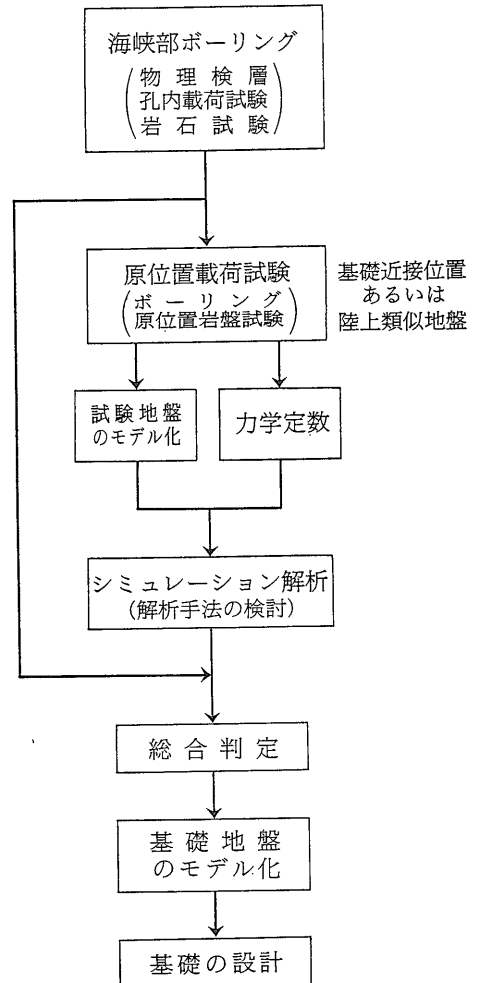 海峡部ボーリング
(物理検層
孔内載荷試験
岩石試験)
原位置載荷試験
(ボーリング
原位置岩盤試験)
基礎近接位置
あるいは
陸上類似地盤
試験地盤
のモデル化
力学定数
シミュレーション解析
(解析手法の検討)
総合判定
基礎地盤
のモデル化
基礎の設計